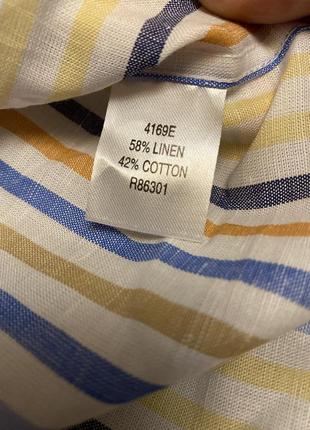 4169E
58% LINEN
42% COTTON
R86301